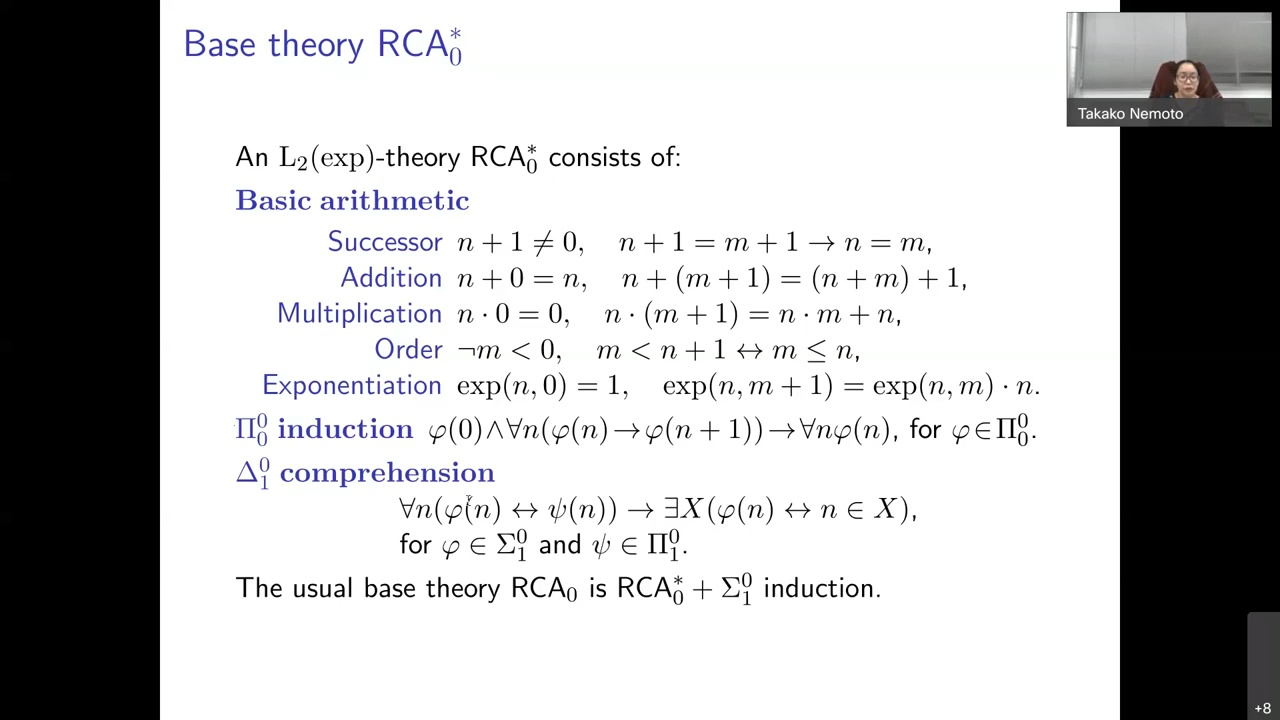 Base theory RCA₀*
Takako Nemoto
An L₂(exp)-theory RCA₀* consists of:
Basic arithmetic
Successor n + 1 ≠ 0, n + 1 = m + 1 → n = m,
Addition n + 0 = n, n + (m + 1) = (n + m) + 1,
Multiplication n · 0 = 0, n · (m + 1) = n · m + n,
Order ¬m < 0, m < n + 1 ↔ m ≤ n,
Exponentiation exp(n, 0) = 1, exp(n, m + 1) = exp(n, m) · n.
Π⁰₀ induction φ(0)∧∀n(φ(n)→φ(n + 1))→∀nφ(n), for φ∈Π⁰₀.
Δ⁰₁ comprehension
∀n(φ(n) ↔ ψ(n)) → ∃X(φ(n) ↔ n ∈ X),
for φ ∈ Σ⁰₁ and ψ ∈ Π⁰₁.
The usual base theory RCA₀ is RCA₀* + Σ⁰₁ induction.
+8